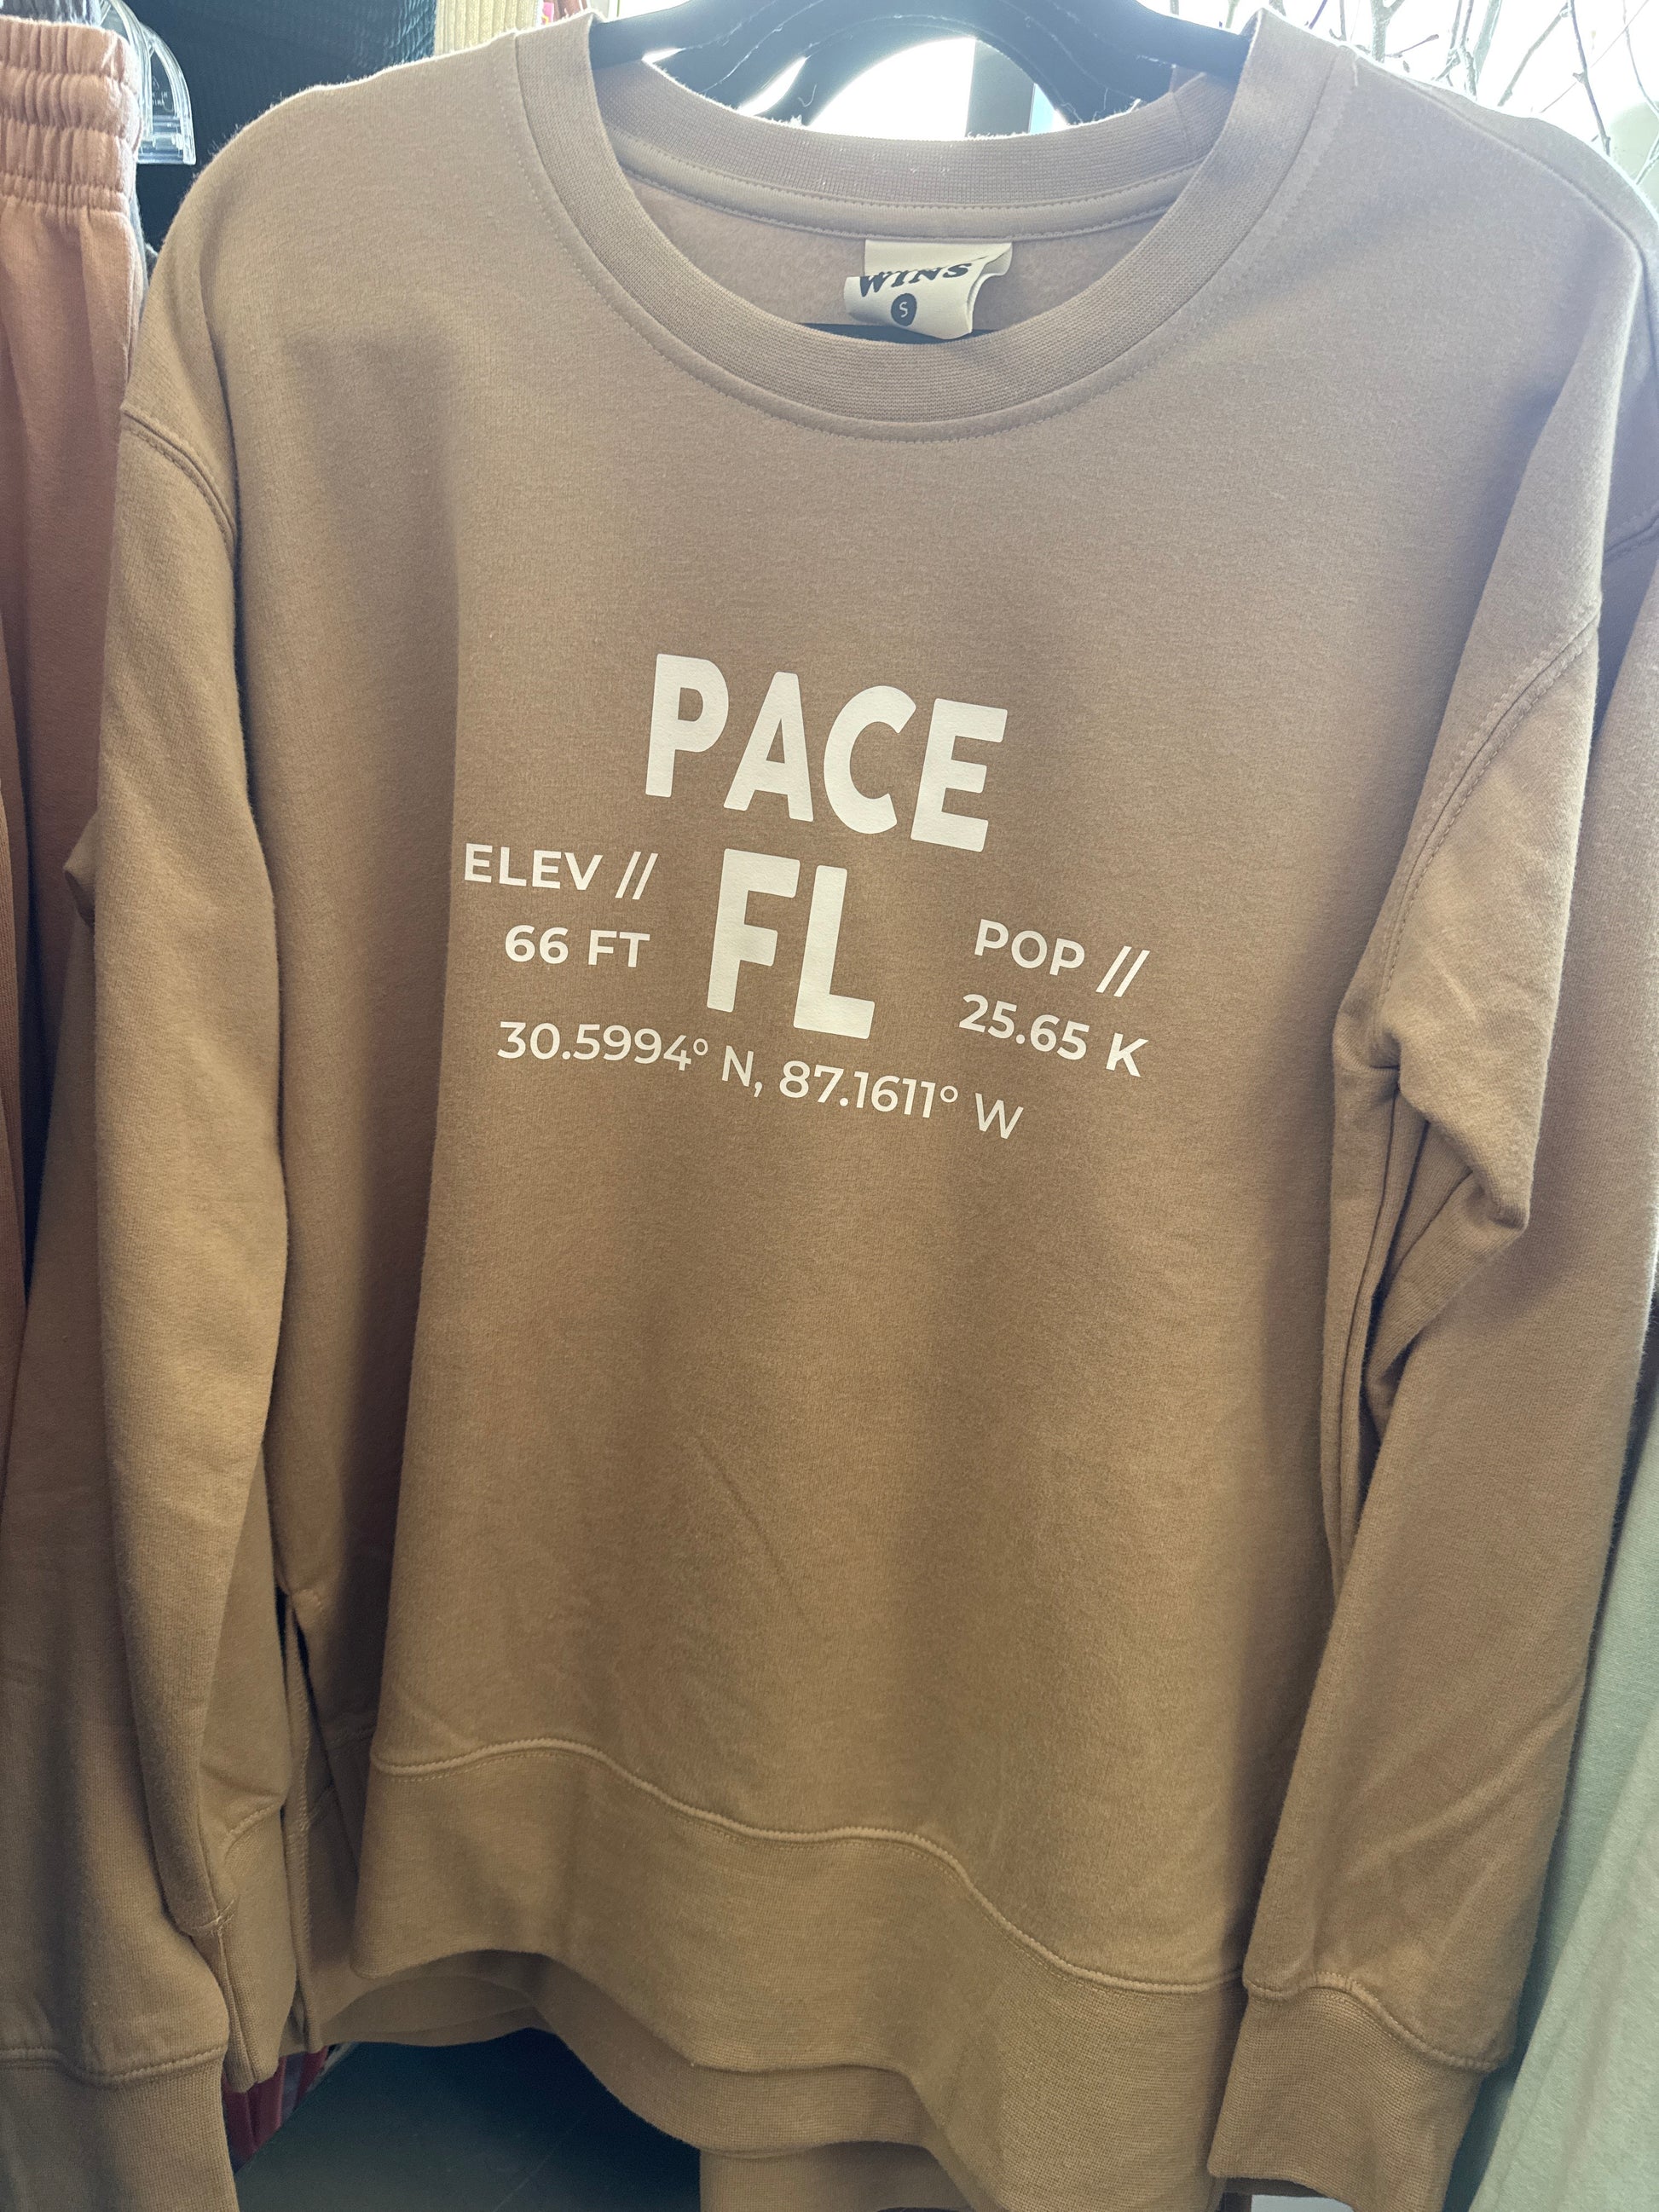 WINS
S
PACE
FL
ELEV //
66 FT
POP //
25.65 K
30.5994° N, 87.1611° W